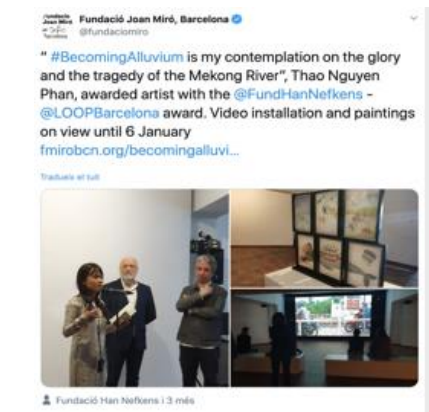 Fundació Joan Miró, Barcelona
@fundaciomiro
" #BecomingAlluvium is my contemplation on the glory
and the tragedy of the Mekong River", Thao Nguyen
Phan, awarded artist with the @FundHanNefkens -
@LOOPBarcelona award. Video installation and paintings
on view until 6 January
fmirobcn.org/becomingalluvi...
Tradueix el tuit
Fundació Han Nefkens i 3 més